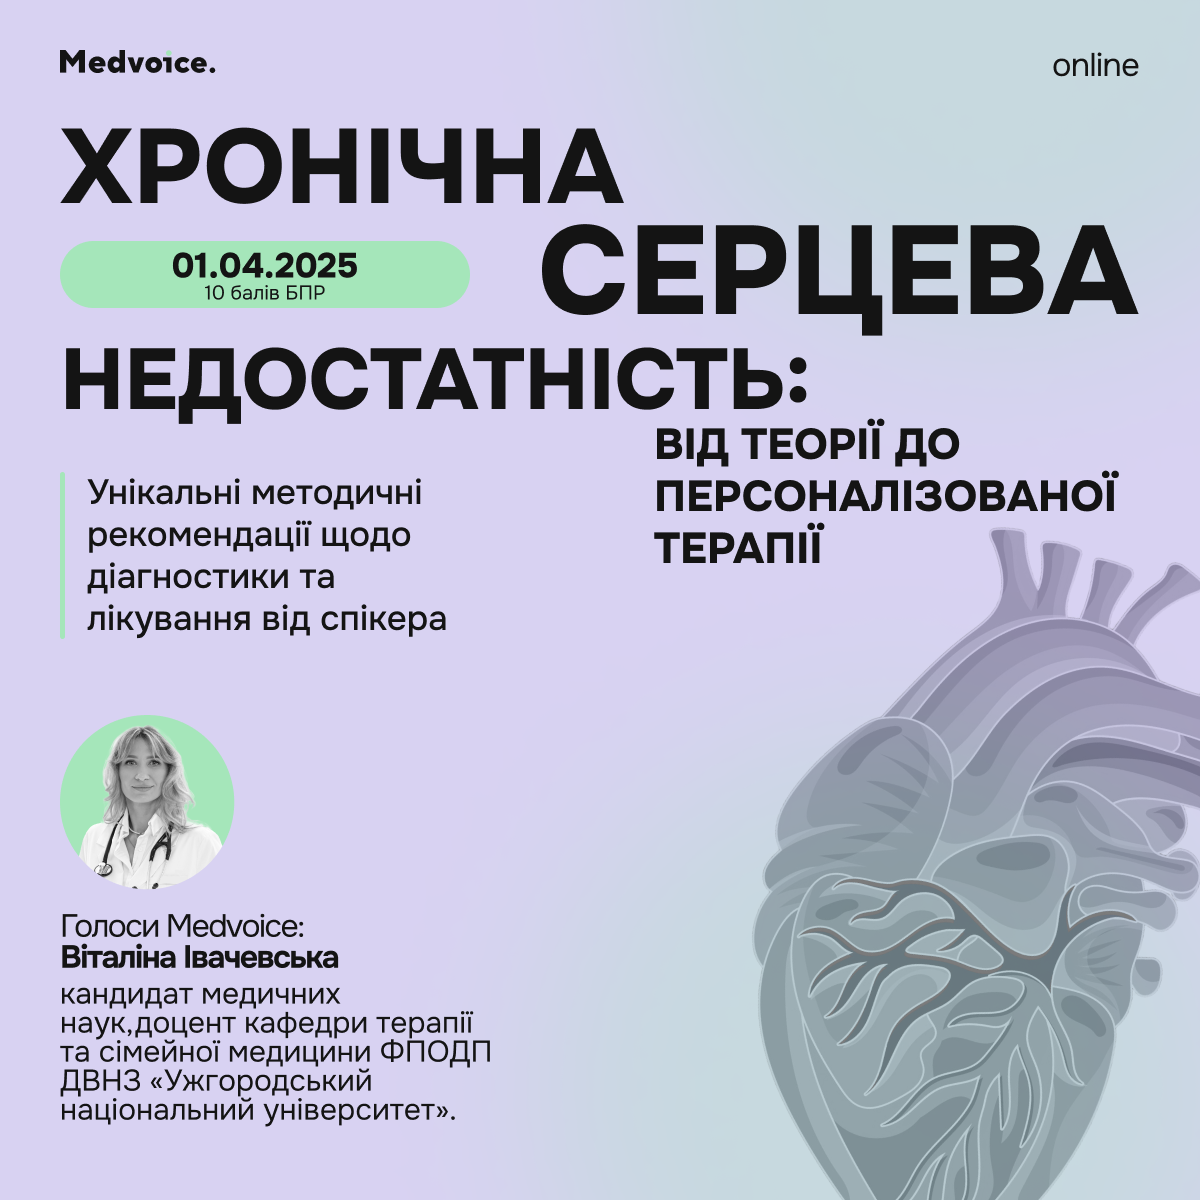 Medvoice.
online
ХРОНІЧНА
СЕРЦЕВА
01.04.2025
10 балів БПР
НЕДОСТАТНІСТЬ:
ВІД ТЕОРІЇ ДО
ПЕРСОНАЛІЗОВАНОЇ
ТЕРАПІЇ
Унікальні методичні
рекомендації щодо
діагностики та
лікування від спікера
Голоси Medvoice:
Віталіна Івачевська
кандидат медичних
наук,доцент кафедри терапії
та сімейної медицини ФПОДП
ДВНЗ «Ужгородський
національний університет».